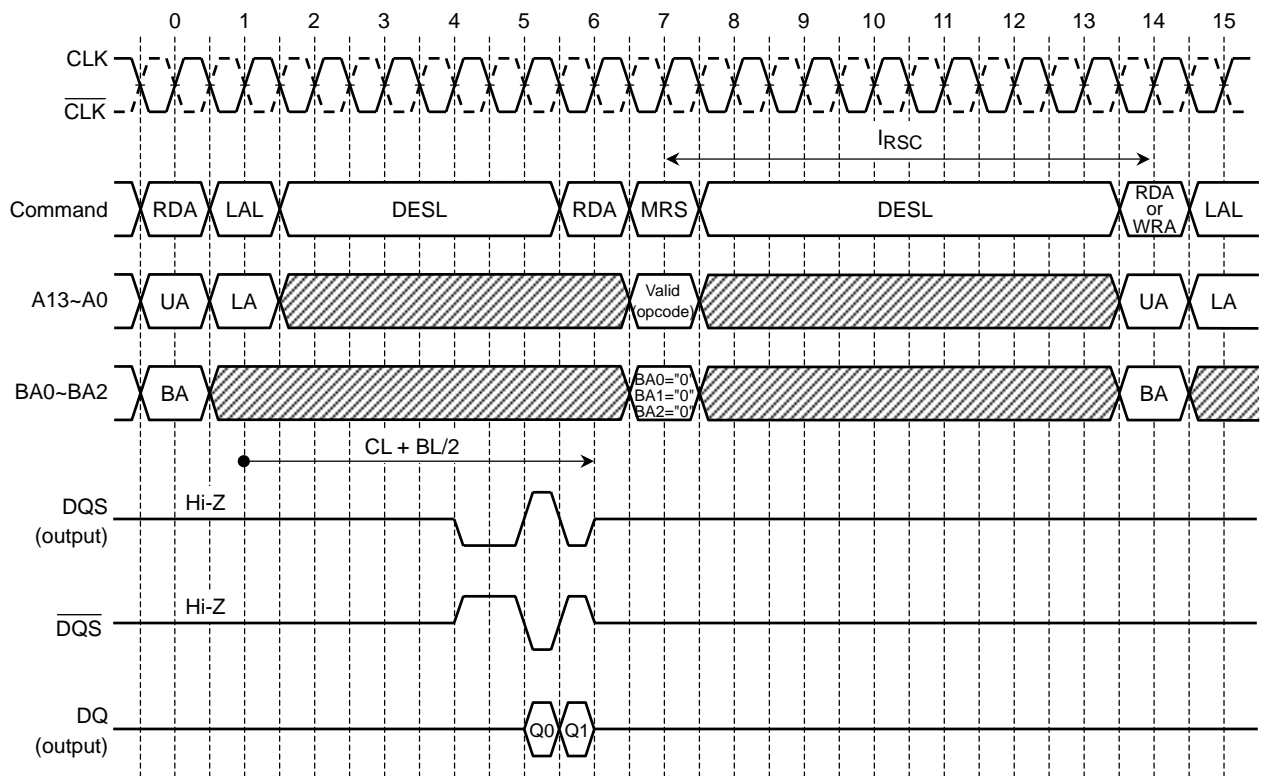 0 1 2 3 4 5 6 7 8 9 10 11 12 13 14 15
CLK
CLK
IRSC
Command RDA LAL DESL RDA MRS DESL RDA or WRA LAL
A13~A0 UA LA Valid (opcode) UA LA
BA0~BA2 BA BA0="0" BA1="0" BA2="0" BA
CL + BL/2
DQS (output) Hi-Z
DQS Hi-Z
DQ (output) Q0 Q1